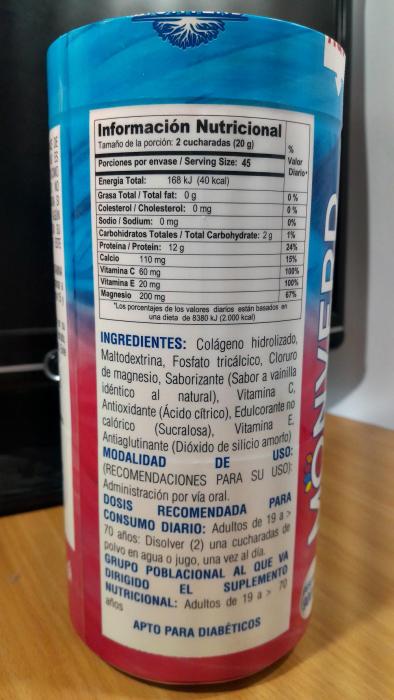 Información Nutricional
Tamaño de la porción: 2 cucharadas (20 g)
Porciones por envase / Serving Size: 45
% Valor Diario*
Energia Total: 168 kJ (40 kcal)
Grasa Total / Total fat: 0 g 0 %
Colesterol / Cholesterol: 0 mg 0 %
Sodio / Sodium: 0 mg 0%
Carbohidratos Totales / Total Carbohydrate: 2 g 1%
Proteína / Protein: 12 g 24%
Calcio 110 mg 15%
Vitamina C 60 mg 100%
Vitamina E 20 mg 100%
Magnesio 200 mg 67%
*Los porcentajes de los valores diarios están basados en
una dieta de 8380 kJ (2.000 kcal)
INGREDIENTES: Colágeno hidrolizado,
Maltodextrina, Fosfato tricálcico, Cloruro
de magnesio, Saborizante (Sabor a vainilla
idéntico al natural), Vitamina C,
Antioxidante (Ácido cítrico), Edulcorante no
calórico (Sucralosa), Vitamina E,
Antiaglutinante (Dióxido de silicio amorfo)
MODALIDAD DE USO:
(RECOMENDACIONES PARA SU USO):
Administración por vía oral.
DOSIS RECOMENDADA PARA
CONSUMO DIARIO: Adultos de 19 a >
70 años: Disolver (2) una cucharadas de
polvo en agua o jugo, una vez al día.
GRUPO POBLACIONAL AL QUE VA
DIRIGIDO EL SUPLEMENTO
NUTRICIONAL: Adultos de 19 a > 70
años
APTO PARA DIABÉTICOS